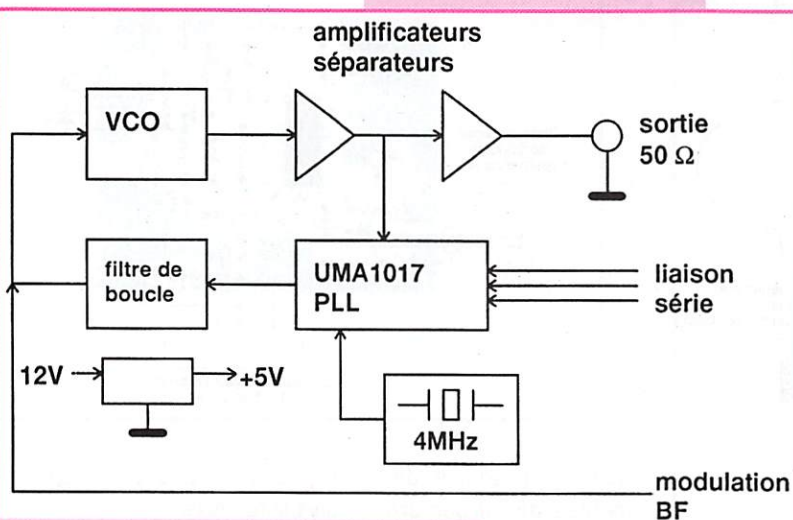 amplificateurs
séparateurs
VCO
sortie
50 Ω
filtre de
boucle
UMA1017
PLL
liaison
série
12V
+5V
4MHz
modulation
BF